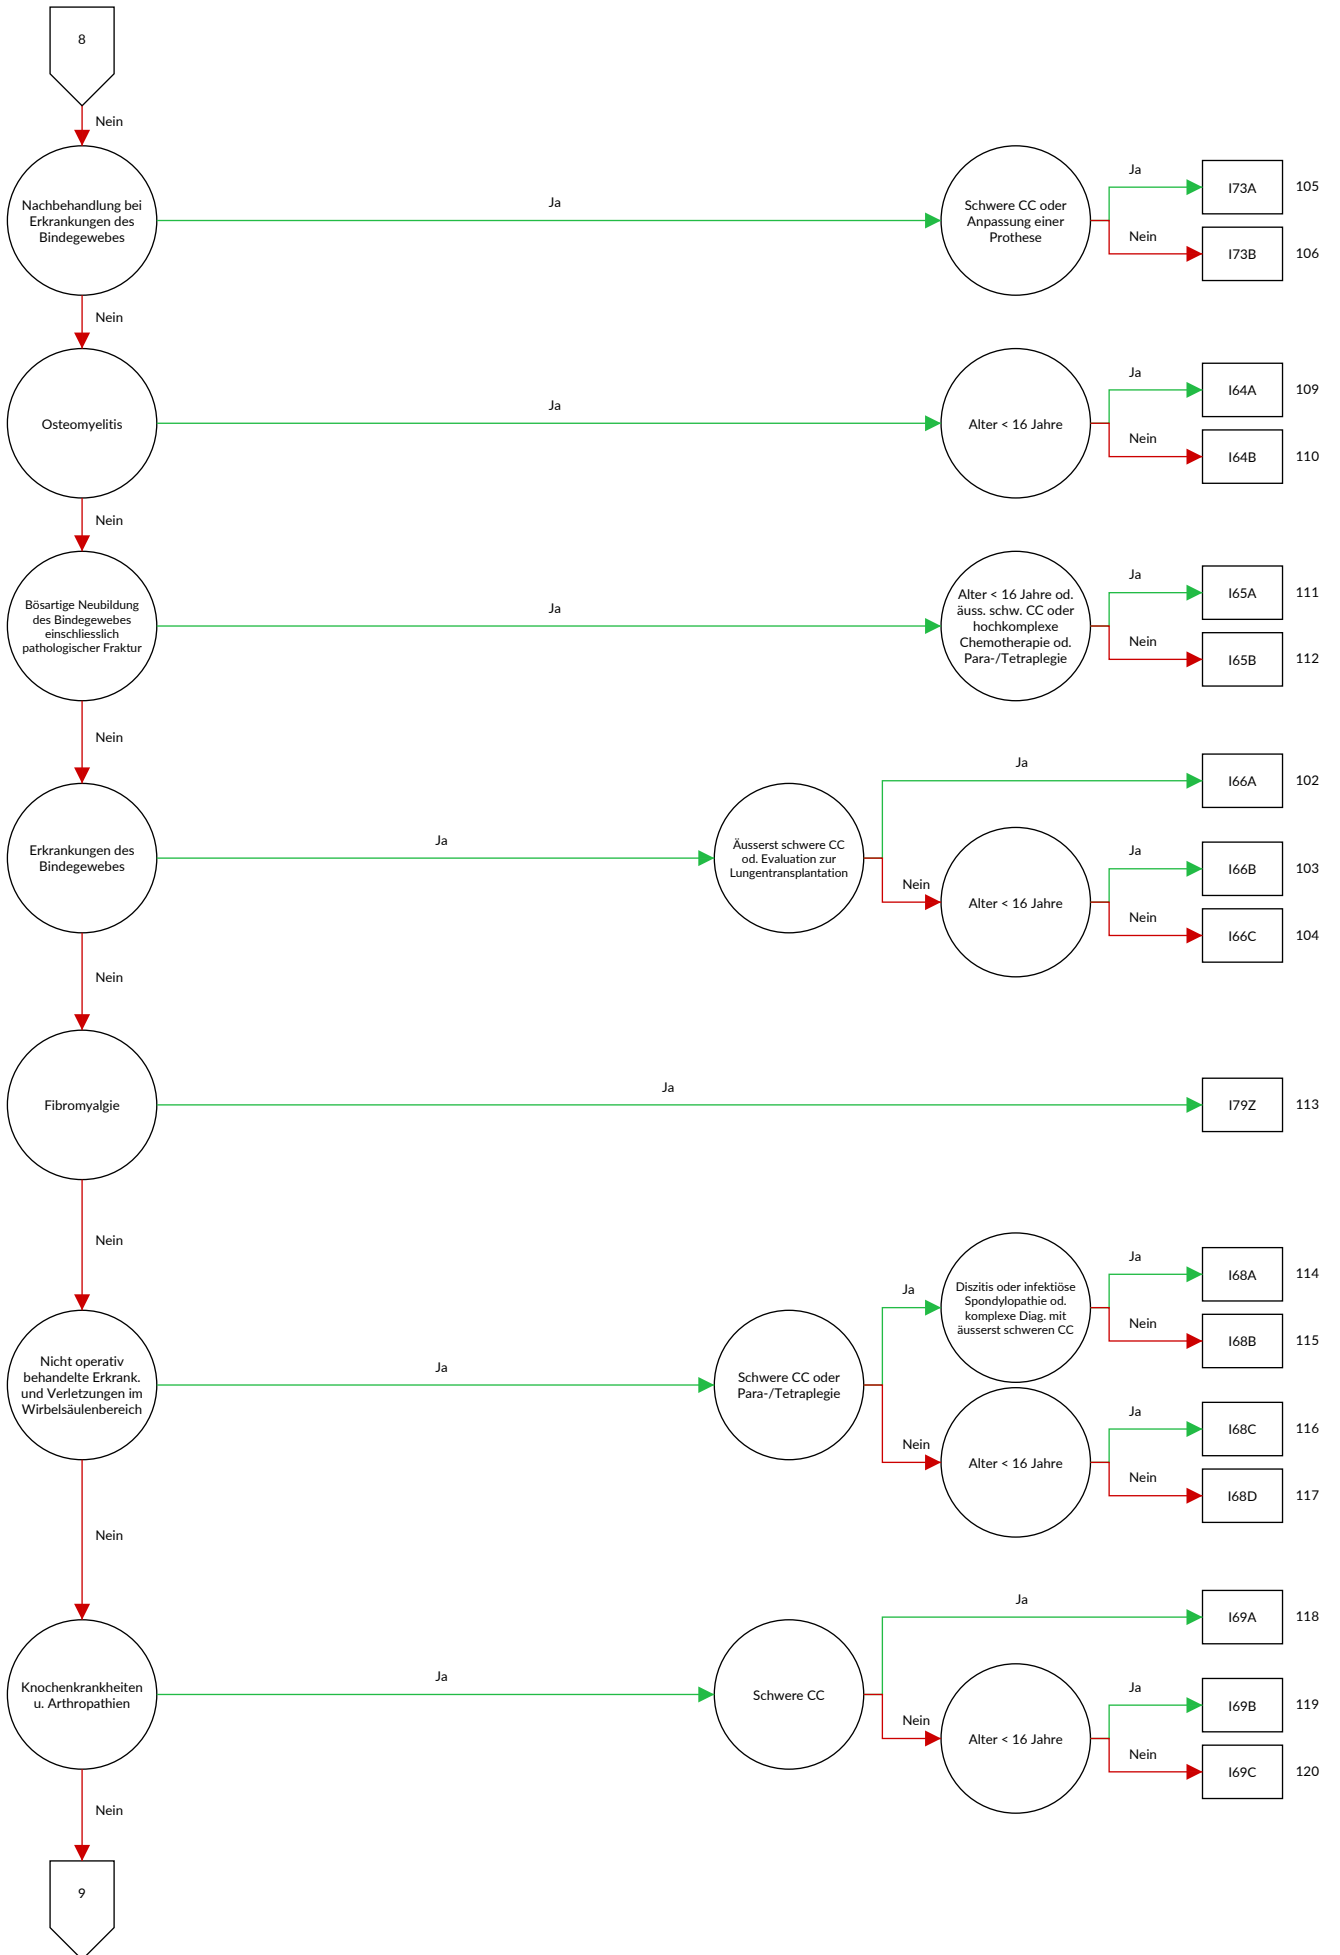 8
Nein
Nachbehandlung bei
Erkrankungen des
Bindegewebes
Ja
Schwere CC oder
Anpassung einer
Prothese
Ja
I73A
105
Nein
I73B
106
Nein
Osteomyelitis
Ja
Alter < 16 Jahre
Ja
I64A
109
Nein
I64B
110
Nein
Bösartige Neubildung
des Bindegewebes
einschliesslich
pathologischer Fraktur
Ja
Alter < 16 Jahre od.
äuss. schw. CC oder
hochkomplexe
Chemotherapie od.
Para-/Tetraplegie
Ja
I65A
111
Nein
I65B
112
Nein
Erkrankungen des
Bindegewebes
Ja
Äusserst schwere CC
od. Evaluation zur
Lungentransplantation
Ja
I66A
102
Nein
Alter < 16 Jahre
Ja
I66B
103
Nein
I66C
104
Nein
Fibromyalgie
Ja
I79Z
113
Nein
Nicht operativ
behandelte Erkrank.
und Verletzungen im
Wirbelsäulenbereich
Ja
Schwere CC oder
Para-/Tetraplegie
Ja
Diszitis oder infektiöse
Spondylopathie od.
komplexe Diag. mit
äusserst schweren CC
Ja
I68A
114
Nein
I68B
115
Nein
Alter < 16 Jahre
Ja
I68C
116
Nein
I68D
117
Nein
Knochenkrankheiten
u. Arthropathien
Ja
Schwere CC
Ja
I69A
118
Nein
Alter < 16 Jahre
Ja
I69B
119
Nein
I69C
120
Nein
9